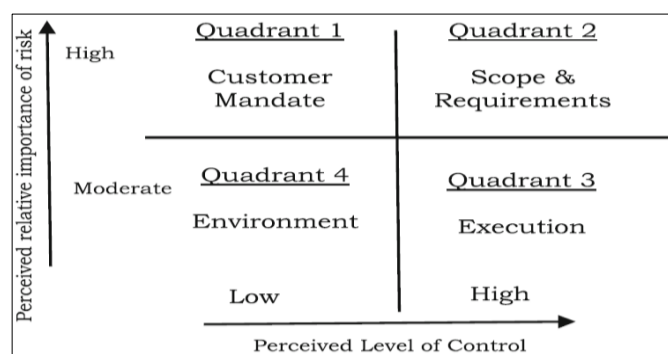 Perceived relative importance of risk
High
Quadrant 1
Customer
Mandate
Quadrant 2
Scope &
Requirements
Moderate
Quadrant 4
Environment
Quadrant 3
Execution
Low
High
Perceived Level of Control